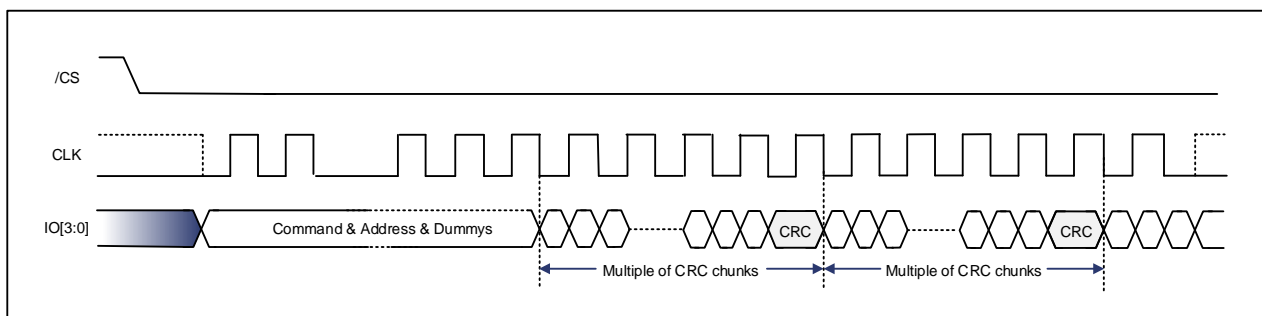 /CS
CLK
IO[3:0]
Command & Address & Dummys
CRC
CRC
Multiple of CRC chunks
Multiple of CRC chunks